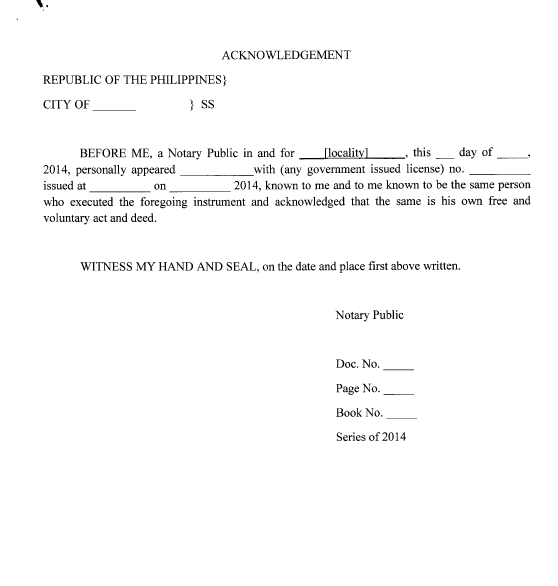 ACKNOWLEDGEMENT
REPUBLIC OF THE PHILIPPINES}
CITY OF _______ } SS
BEFORE ME, a Notary Public in and for ____[locality]______, this ___ day of _____,
2014, personally appeared ____________with (any government issued license) no. __________
issued at __________ on __________ 2014, known to me and to me known to be the same person
who executed the foregoing instrument and acknowledged that the same is his own free and
voluntary act and deed.
WITNESS MY HAND AND SEAL, on the date and place first above written.
Notary Public
Doc. No. _____
Page No. _____
Book No. _____
Series of 2014